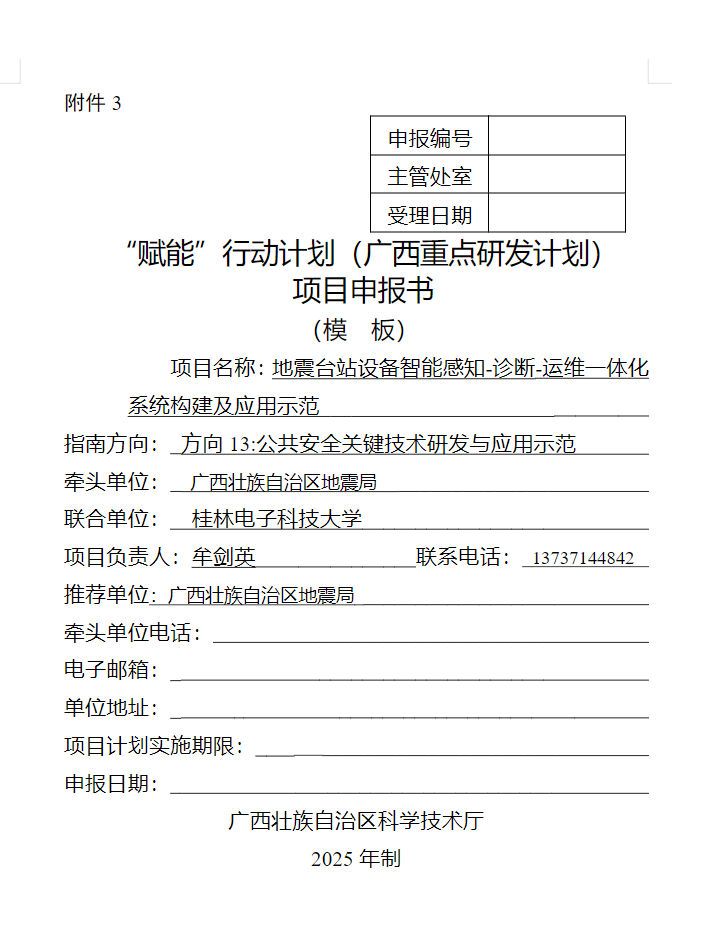 附件 3
申报编号
主管处室
受理日期
“赋能”行动计划（广西重点研发计划）
项目申报书
（模　板）
项目名称：地震台站设备智能感知-诊断-运维一体化
系统构建及应用示范
指南方向： 方向 13:公共安全关键技术研发与应用示范
牵头单位： 广西壮族自治区地震局
联合单位： 桂林电子科技大学
项目负责人：牟剑英 联系电话： 13737144842
推荐单位：广西壮族自治区地震局
牵头单位电话：
电子邮箱：
单位地址：
项目计划实施期限：
申报日期：
广西壮族自治区科学技术厅
2025 年制